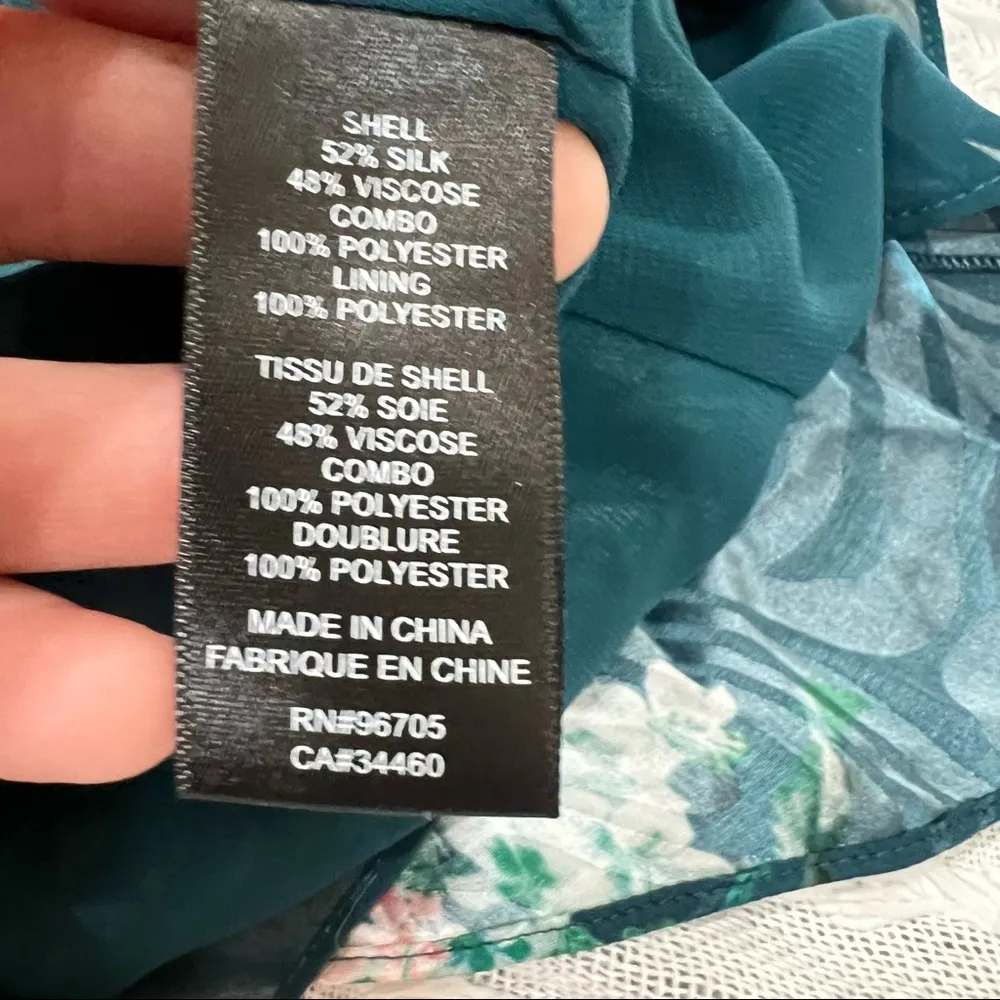 SHELL
52% SILK
48% VISCOSE
COMBO
100% POLYESTER
LINING
100% POLYESTER
TISSU DE SHELL
52% SOIE
48% VISCOSE
COMBO
100% POLYESTER
DOUBLURE
100% POLYESTER
MADE IN CHINA
FABRIQUE EN CHINE
RN#96705
CA#34460